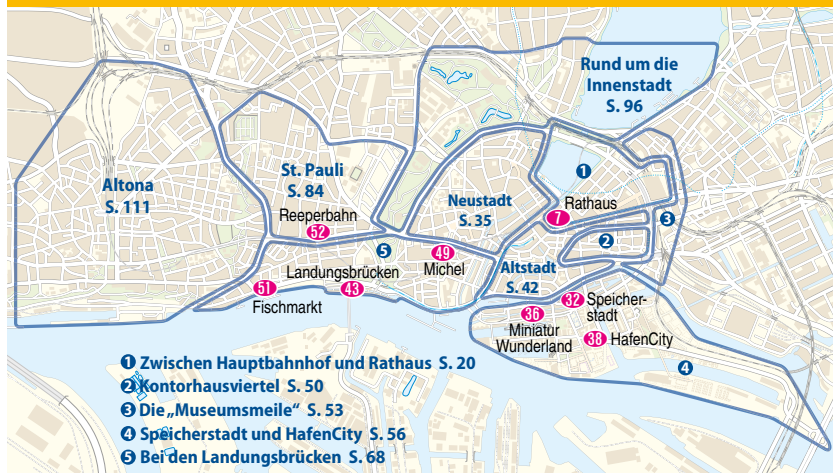 Rund um die
Innenstadt
S. 96
Altona
S. 111
St. Pauli
S. 84
Reeperbahn
52
Neustadt
S. 35
1
Rathaus
7
3
2
5
49
Michel
Altstadt
S. 42
Landungsbrücken
43
51
Fischmarkt
32
Speicher-
stadt
36
Miniatur
Wunderland
38 HafenCity
4
1 Zwischen Hauptbahnhof und Rathaus S. 20
2 Kontorhausviertel S. 50
3 Die „Museumsmeile“ S. 53
4 Speicherstadt und HafenCity S. 56
5 Bei den Landungsbrücken S. 68